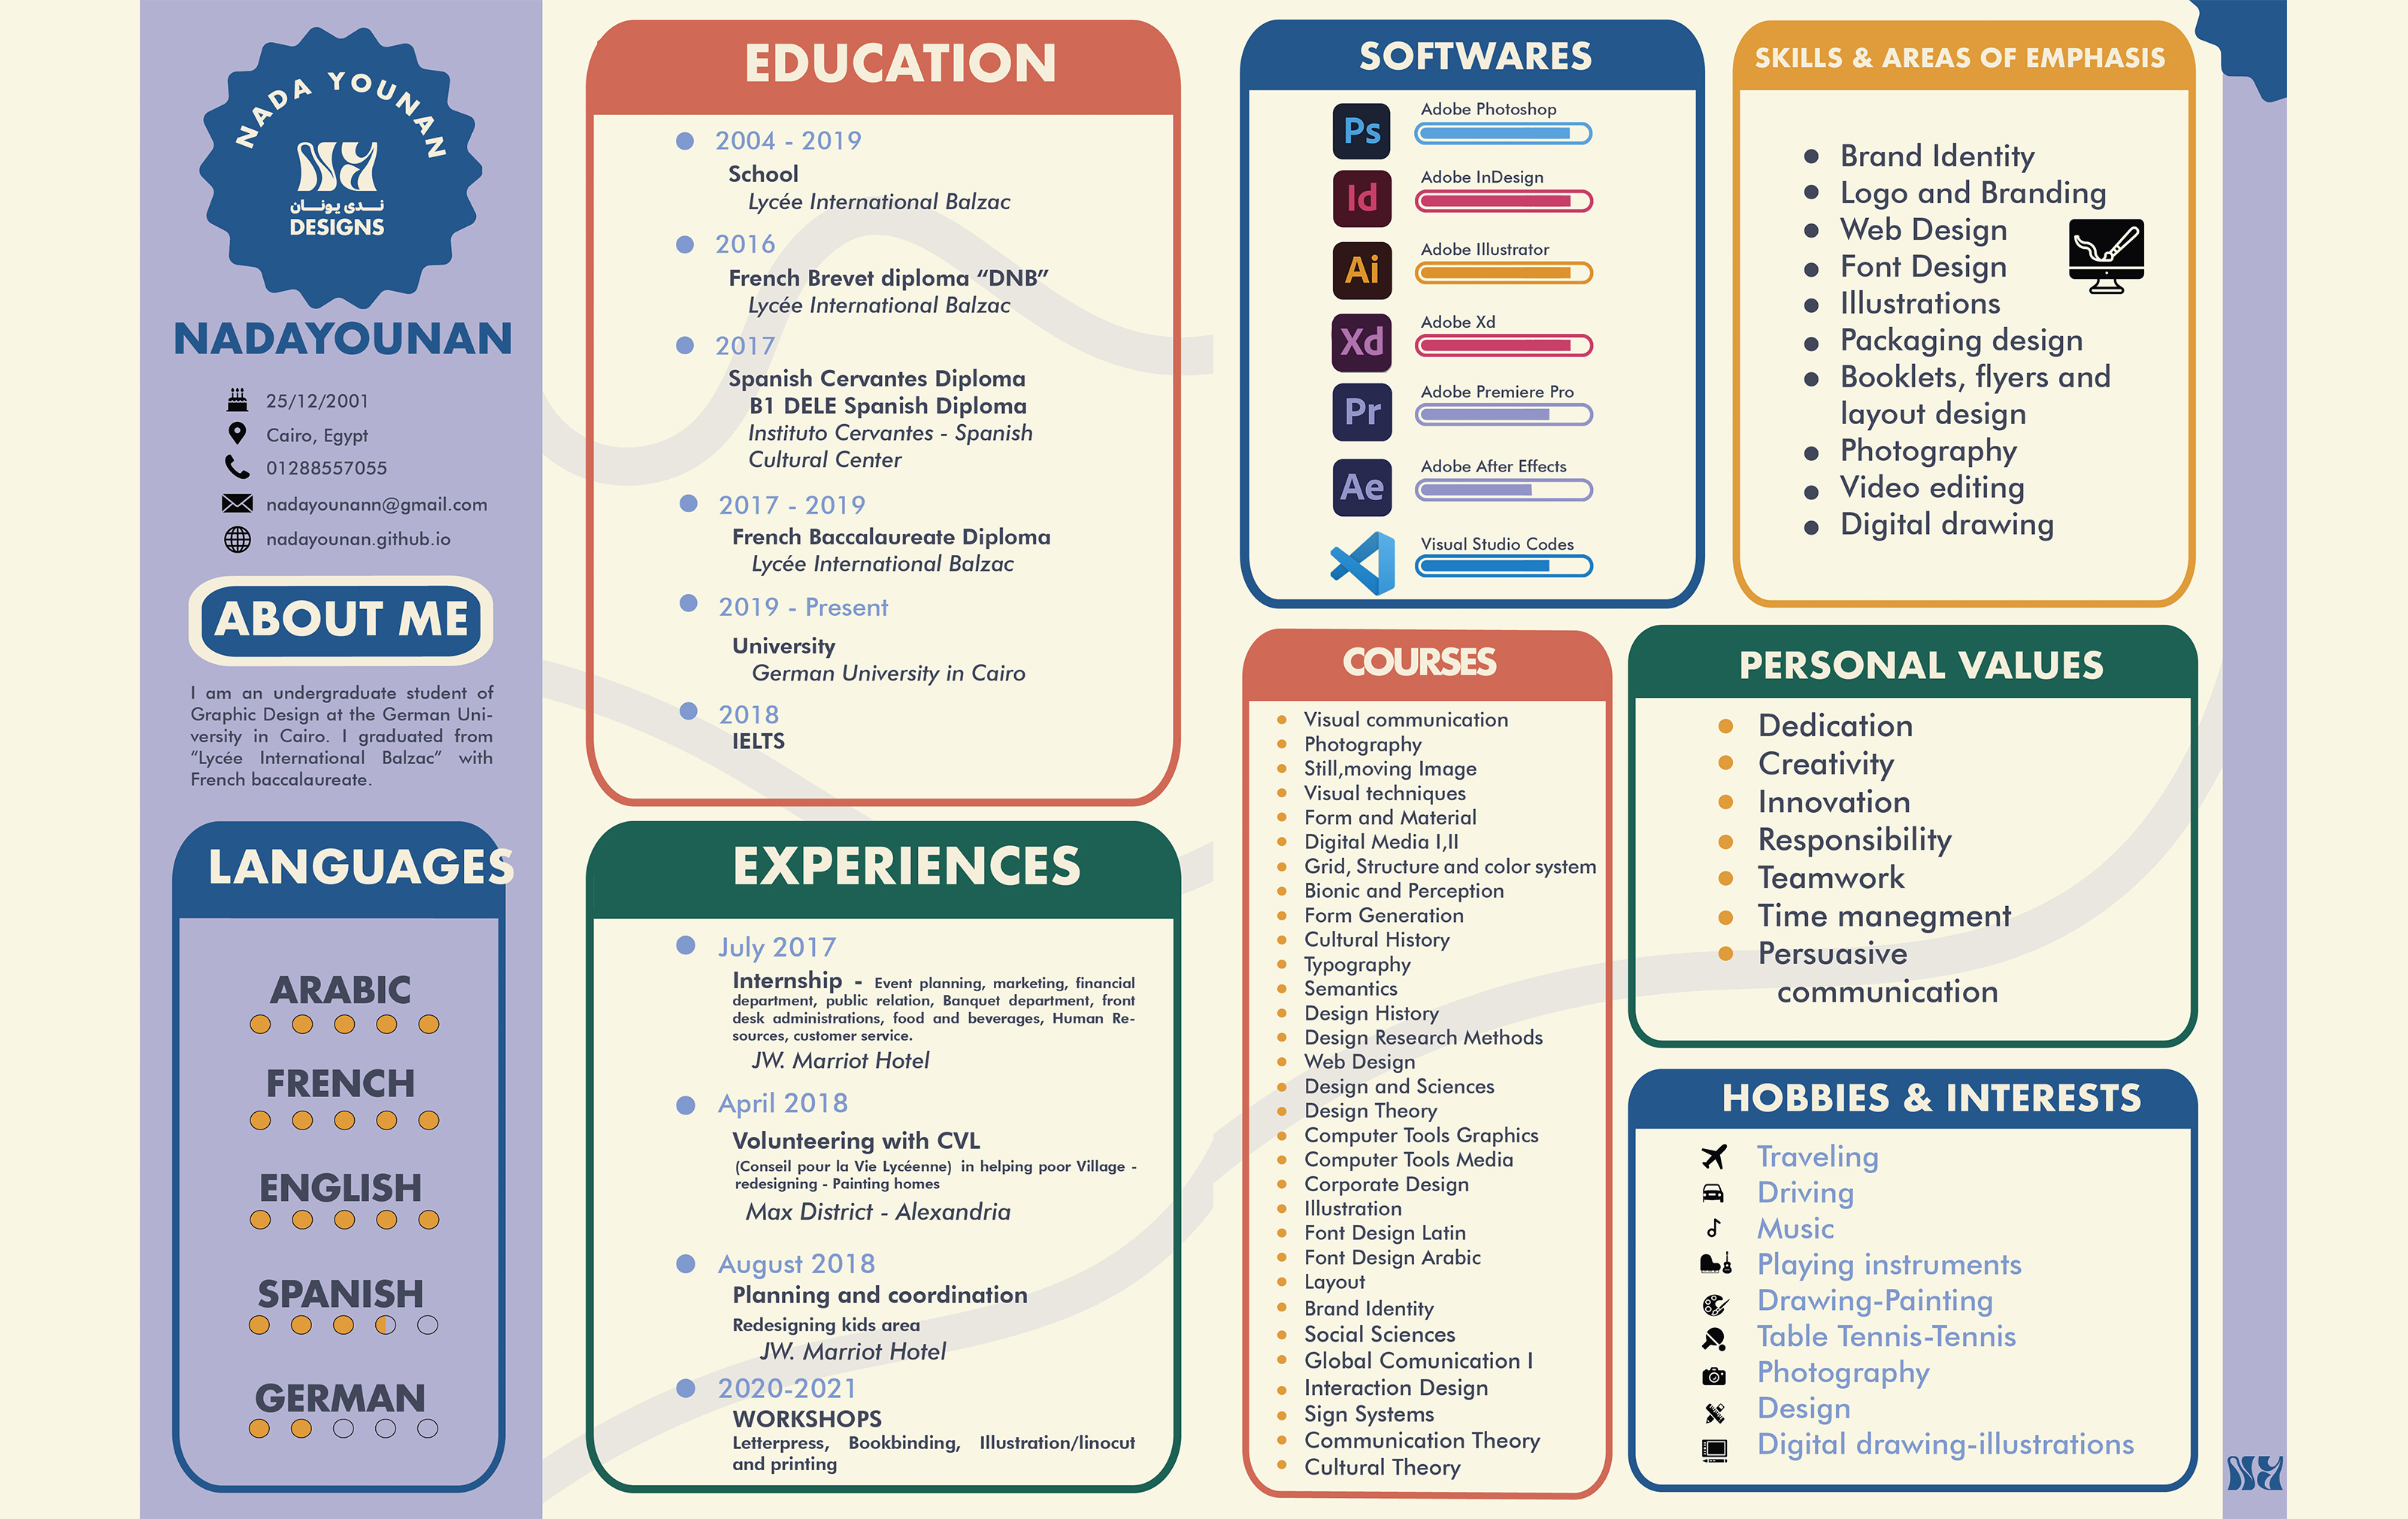 NADA YOUNAN
ندى يونان
DESIGNS
NADAYOUNAN
25/12/2001
Cairo, Egypt
01288557055
nadayounann@gmail.com
nadayounan.github.io
ABOUT ME
I am an undergraduate student of
Graphic Design at the German Uni-
versity in Cairo. I graduated from
“Lycée International Balzac” with
French baccalaureate.
LANGUAGES
ARABIC
FRENCH
ENGLISH
SPANISH
GERMAN
EDUCATION
2004 - 2019
School
Lycée International Balzac
2016
French Brevet diploma “DNB”
Lycée International Balzac
2017
Spanish Cervantes Diploma
B1 DELE Spanish Diploma
Instituto Cervantes - Spanish
Cultural Center
2017 - 2019
French Baccalaureate Diploma
Lycée International Balzac
2019 - Present
University
German University in Cairo
2018
IELTS
EXPERIENCES
July 2017
Internship - Event planning, marketing, financial
department, public relation, Banquet department, front
desk administrations, food and beverages, Human Re-
sources, customer service.
JW. Marriot Hotel
April 2018
Volunteering with CVL
(Conseil pour la Vie Lycéenne) in helping poor Village -
redesigning - Painting homes
Max District - Alexandria
August 2018
Planning and coordination
Redesigning kids area
JW. Marriot Hotel
2020-2021
WORKSHOPS
Letterpress, Bookbinding, Illustration/linocut
and printing
SOFTWARES
Ps
Adobe Photoshop
Id
Adobe InDesign
Ai
Adobe Illustrator
Xd
Adobe Xd
Pr
Adobe Premiere Pro
Ae
Adobe After Effects
Visual Studio Codes
SKILLS & AREAS OF EMPHASIS
Brand Identity
Logo and Branding
Web Design
Font Design
Illustrations
Packaging design
Booklets, flyers and
layout design
Photography
Video editing
Digital drawing
COURSES
Visual communication
Photography
Still,moving Image
Visual techniques
Form and Material
Digital Media I,II
Grid, Structure and color system
Bionic and Perception
Form Generation
Cultural History
Typography
Semantics
Design History
Design Research Methods
Web Design
Design and Sciences
Design Theory
Computer Tools Graphics
Computer Tools Media
Corporate Design
Illustration
Font Design Latin
Font Design Arabic
Layout
Brand Identity
Social Sciences
Global Comunication I
Interaction Design
Sign Systems
Communication Theory
Cultural Theory
PERSONAL VALUES
Dedication
Creativity
Innovation
Responsibility
Teamwork
Time manegment
Persuasive
communication
HOBBIES & INTERESTS
Traveling
Driving
Music
Playing instruments
Drawing-Painting
Table Tennis-Tennis
Photography
Design
Digital drawing-illustrations